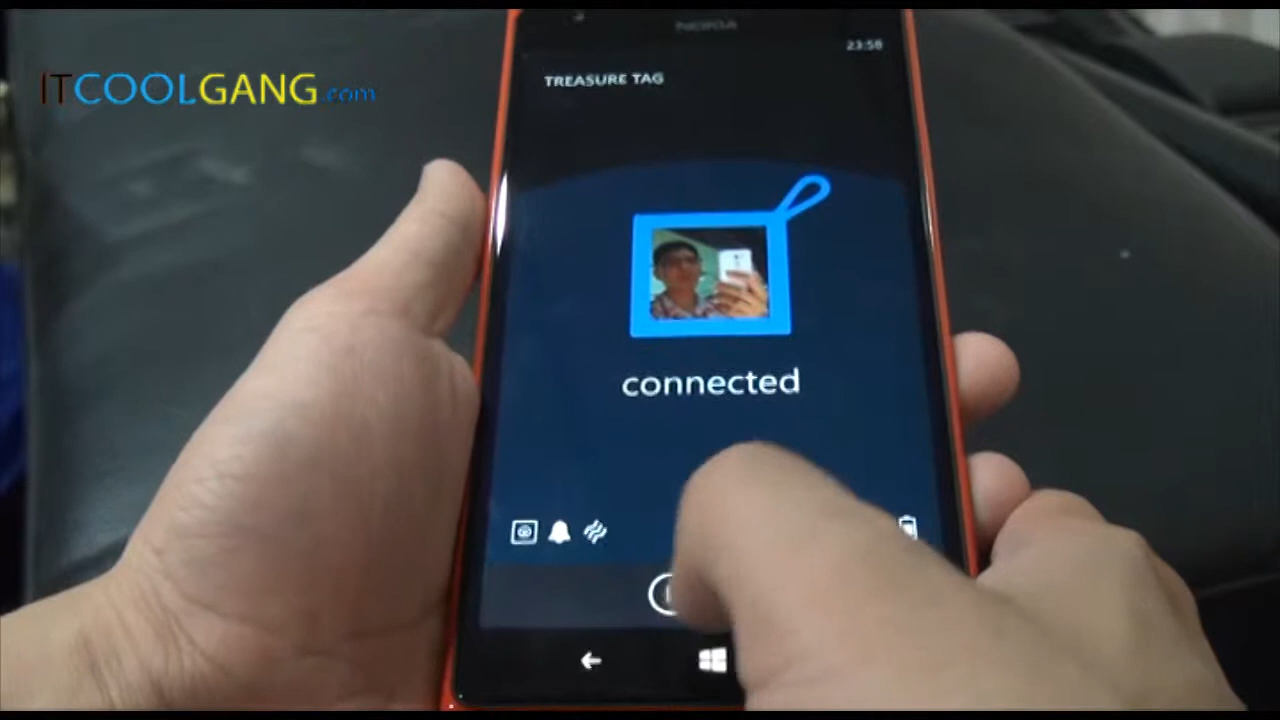 NOKIA
23:58
ITCOOLGANG.com
TREASURE TAG
connected